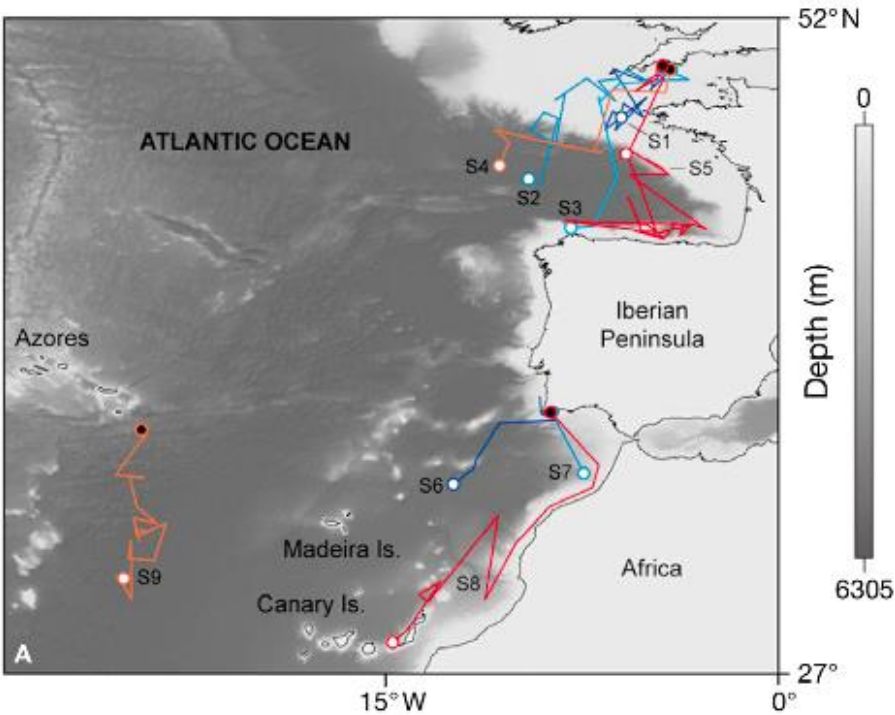 52°N
0
ATLANTIC OCEAN
S1
S4
S5
S2
S3
Depth (m)
Iberian
Peninsula
Azores
S6
S7
Madeira Is.
S8
Africa
S9
Canary Is.
6305
A
27°
15°W
0°